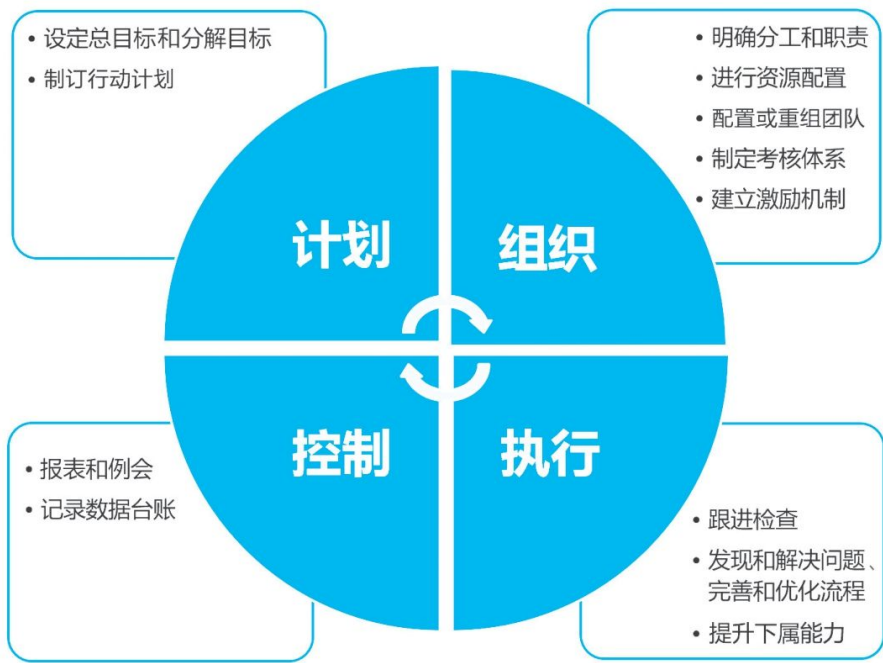 • 设定总目标和分解目标
• 制订行动计划
• 明确分工和职责
• 进行资源配置
• 配置或重组团队
• 制定考核体系
• 建立激励机制
计划
组织
控制
执行
• 报表和例会
• 记录数据台账
• 跟进检查
• 发现和解决问题、
完善和优化流程
• 提升下属能力